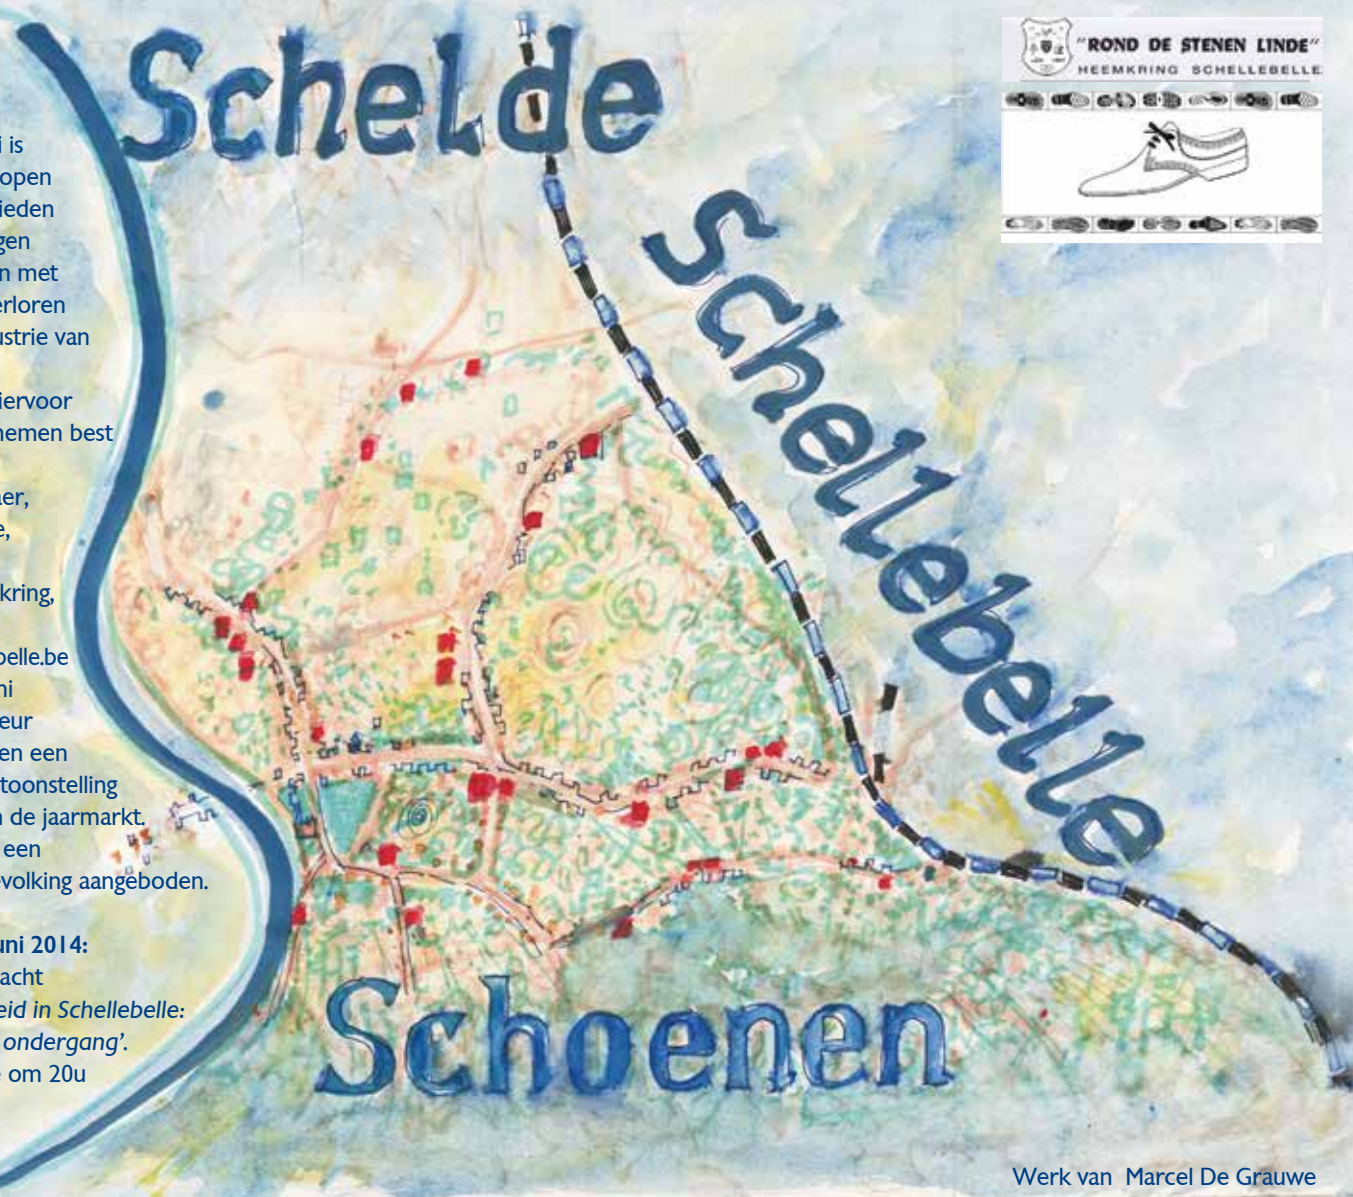 Schelde
"ROND DE STENEN LINDE"
HEEMKRING SCHELLEBELLE
Schellebelle
i is
open
ieden
gen
n met
erloren
ustrie van
iervoor
nemen best
er,
e,
kring,
belle.be
ni
eur
en een
toonstelling
n de jaarmarkt.
een
evolking aangeboden.
uni 2014:
acht
eid in Schellebelle:
ondergang'.
e om 20u
Schoenen
Werk van Marcel De Grauwe